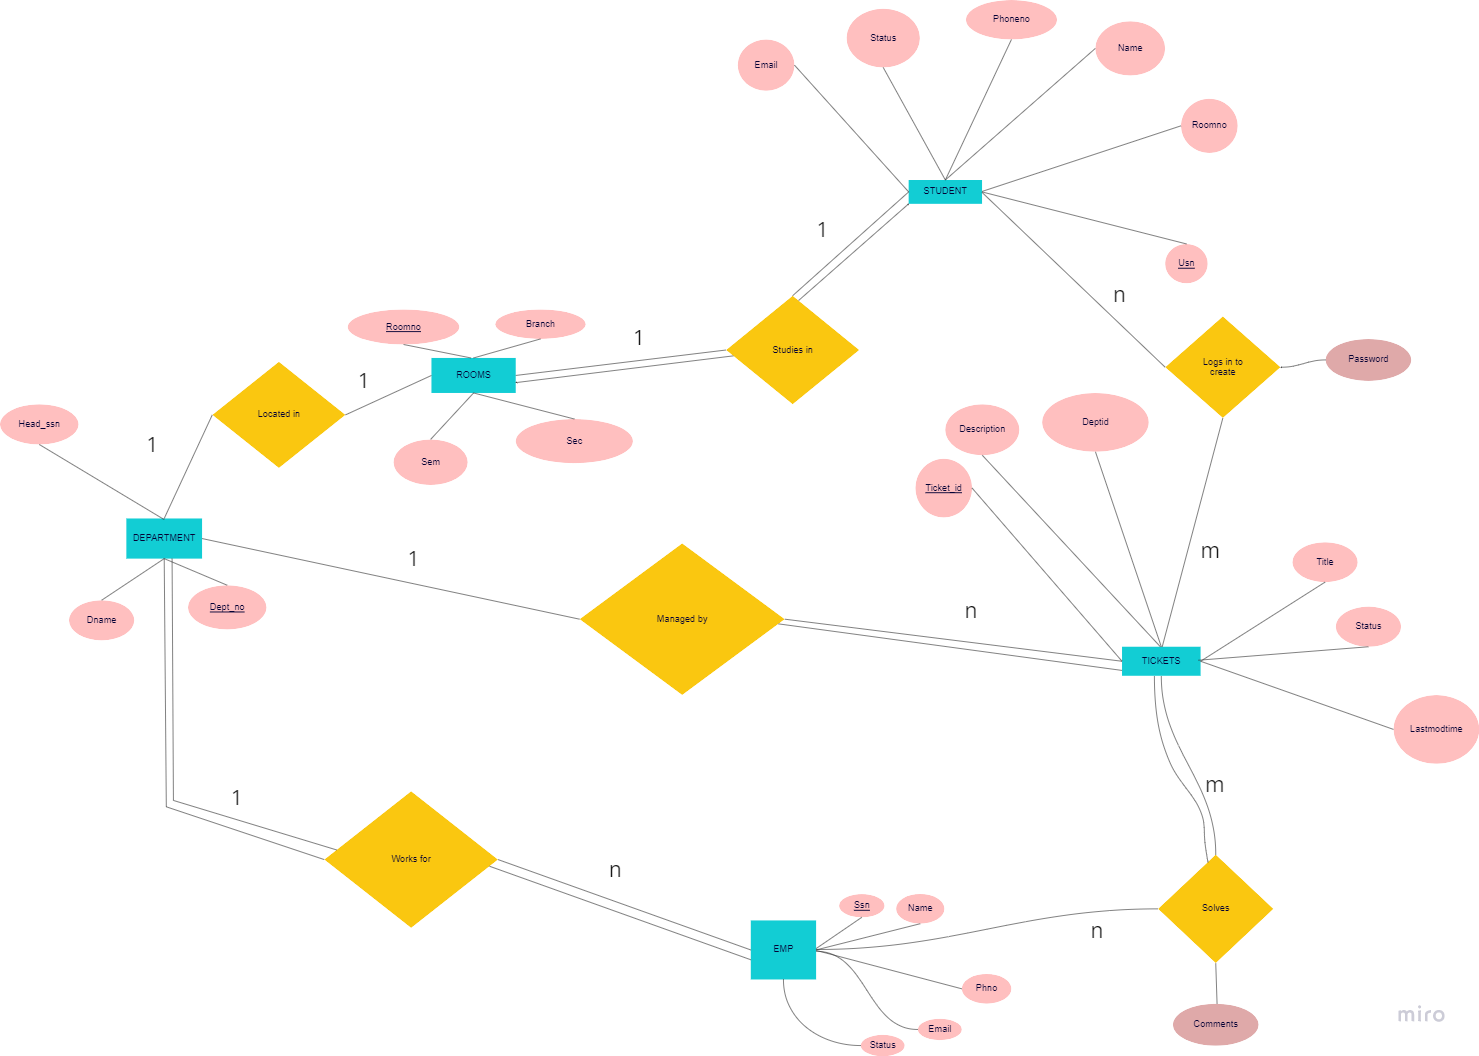 Phoneno
Status
Name
Email
Roomno
STUDENT
1
Usn
n
Roomno
Branch
1
Studies in
Logs in to
create
Password
ROOMS
1
Located in
Head_ssn
Deptid
Description
1
Sec
Sem
Ticket_id
DEPARTMENT
1
m
Title
Dept_no
Dname
n
Managed by
Status
TICKETS
Lastmodtime
m
1
Works for
n
Ssn
Name
Solves
n
EMP
Phno
Email
Comments
Status
miro